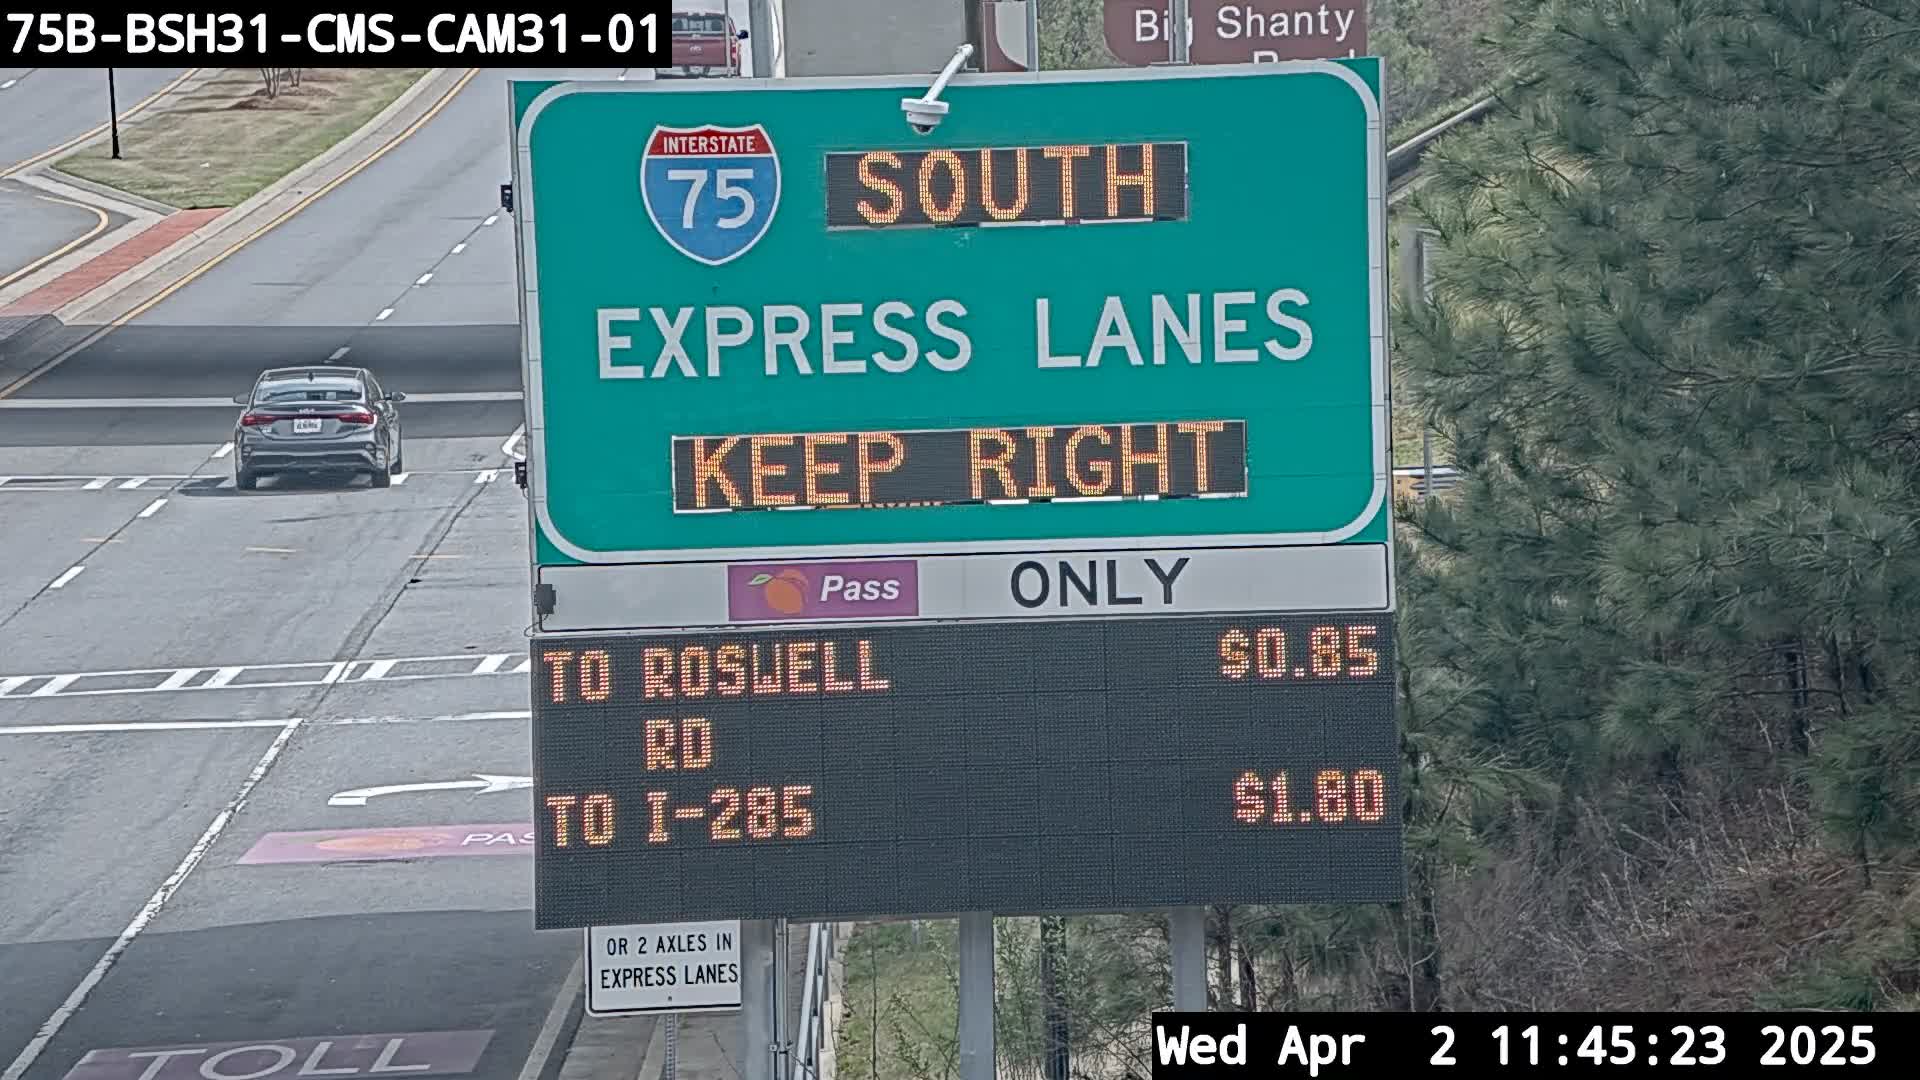 75B-BSH31-CMS-CAM31-01
Big Shanty
INTERSTATE
75
SOUTH
EXPRESS LANES
KEEP RIGHT
Pass ONLY
TO ROSWELL $0.85
RD
TO I-285 $1.80
OR 2 AXLES IN
EXPRESS LANES
TOLL
Wed Apr 2 11:45:23 2025